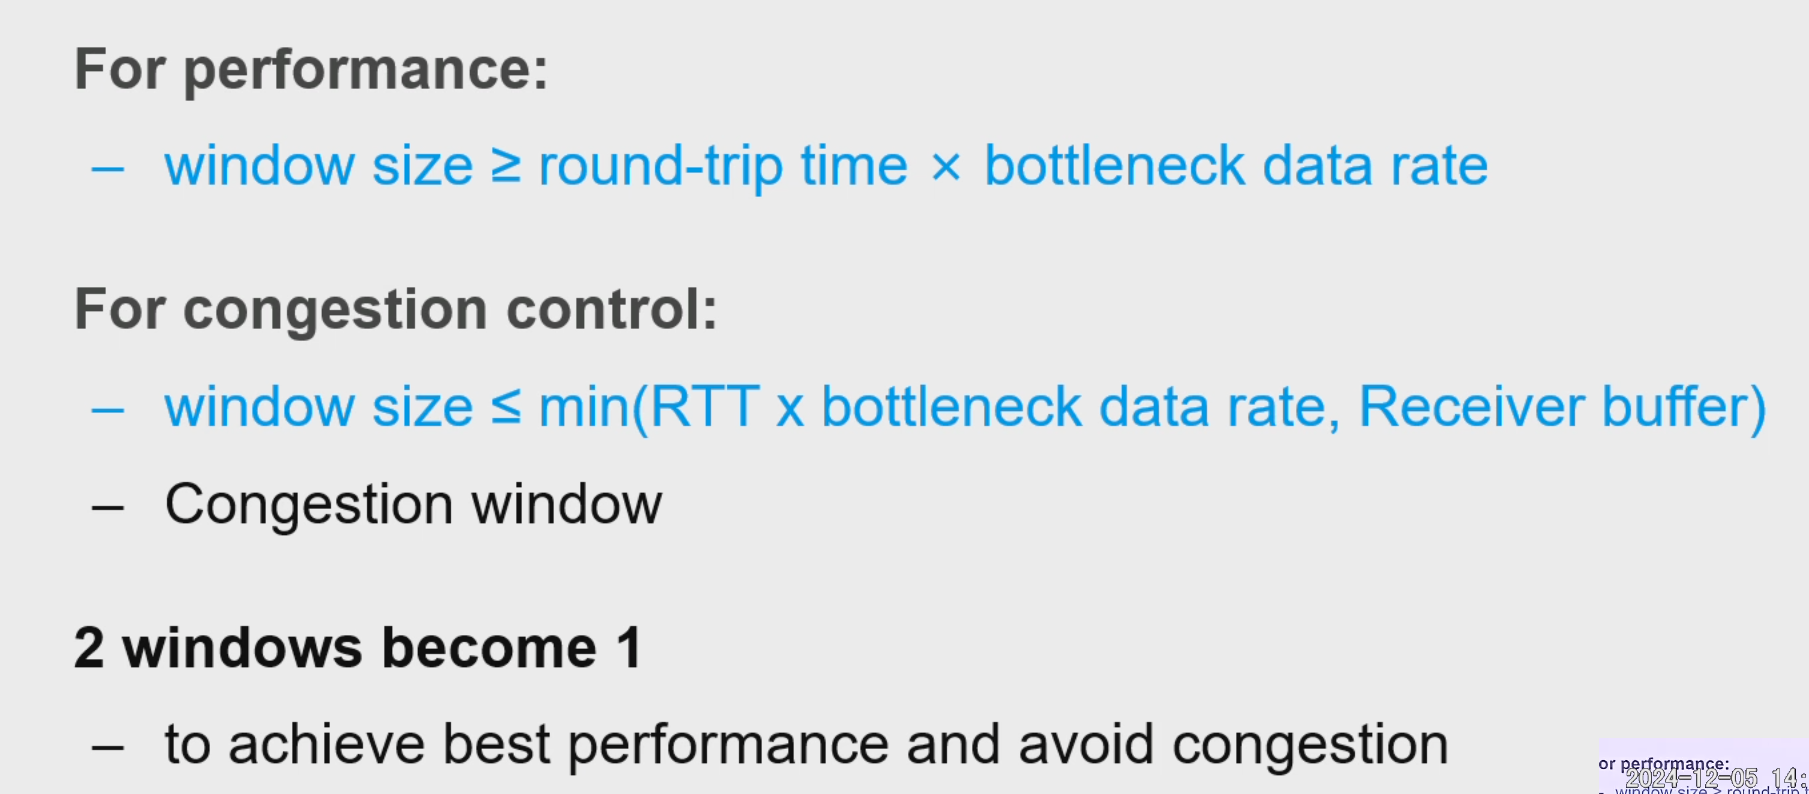 For performance:
– window size ≥ round-trip time × bottleneck data rate
For congestion control:
– window size ≤ min(RTT x bottleneck data rate, Receiver buffer)
– Congestion window
2 windows become 1
– to achieve best performance and avoid congestion
or performance:
2024-12-05 14:
window size ≥ round-trip